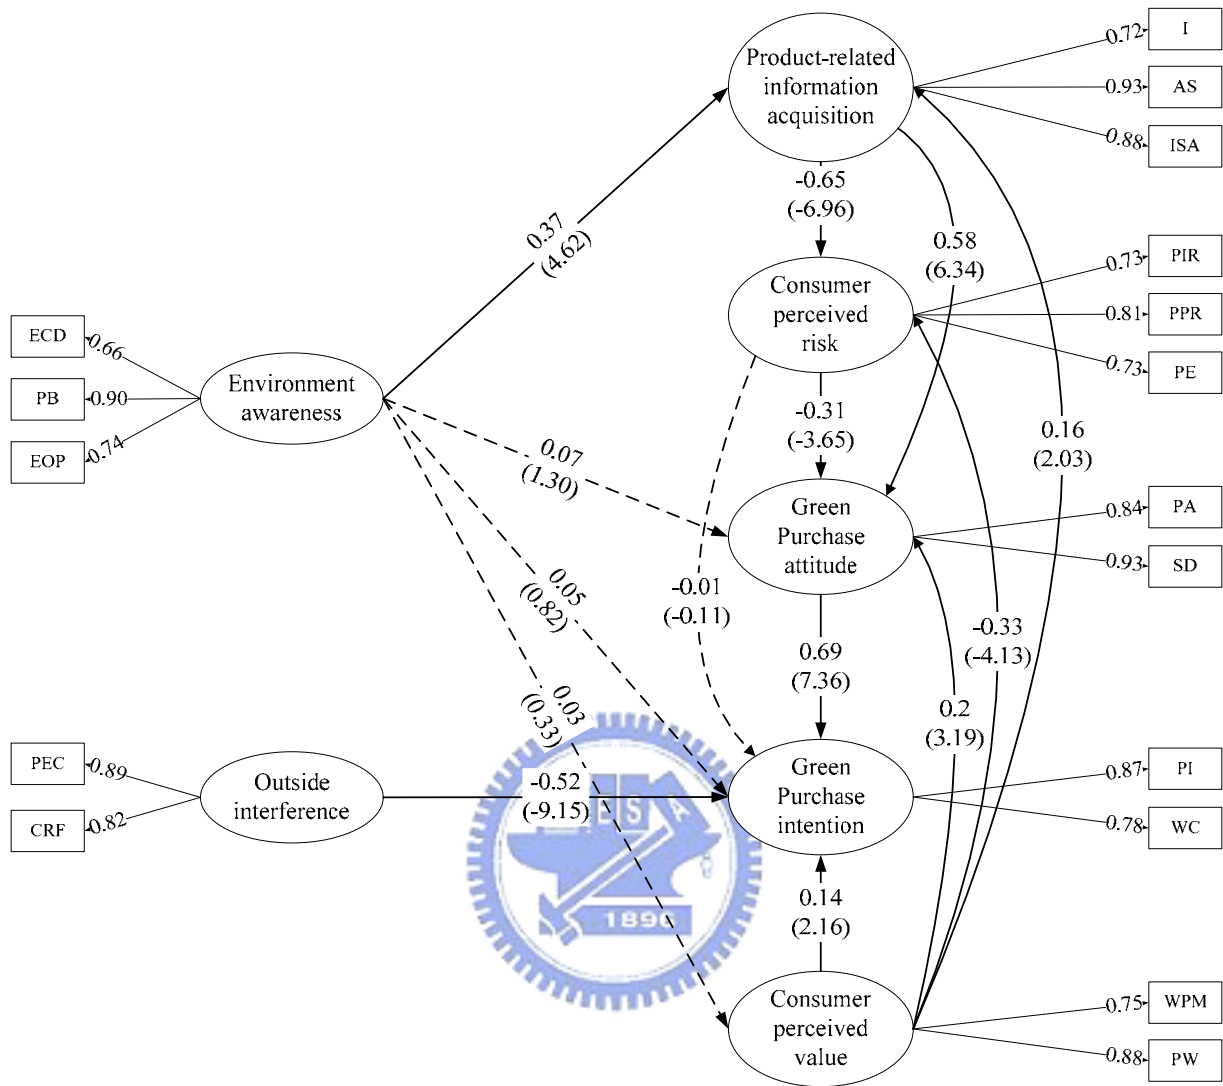 Product-related
information
acquisition
0.72
I
0.93
AS
0.88
ISA
-0.65
(-6.96)
0.37
(4.62)
0.58
(6.34)
Consumer
perceived
risk
0.73
PIR
0.81
PPR
0.73
PE
ECD
0.66
PB
0.90
EOP
0.74
Environment
awareness
-0.31
(-3.65)
0.16
(2.03)
0.07
(1.30)
Green
Purchase
attitude
0.84
PA
0.93
SD
0.05
(0.82)
-0.01
(-0.11)
-0.33
(-4.13)
0.69
(7.36)
0.2
(3.19)
0.03
(0.33)
PEC
0.89
CRF
0.82
Outside
interference
-0.52
(-9.15)
Green
Purchase
intention
0.87
PI
0.78
WC
0.14
(2.16)
1896
Consumer
perceived
value
0.75
WPM
0.88
PW